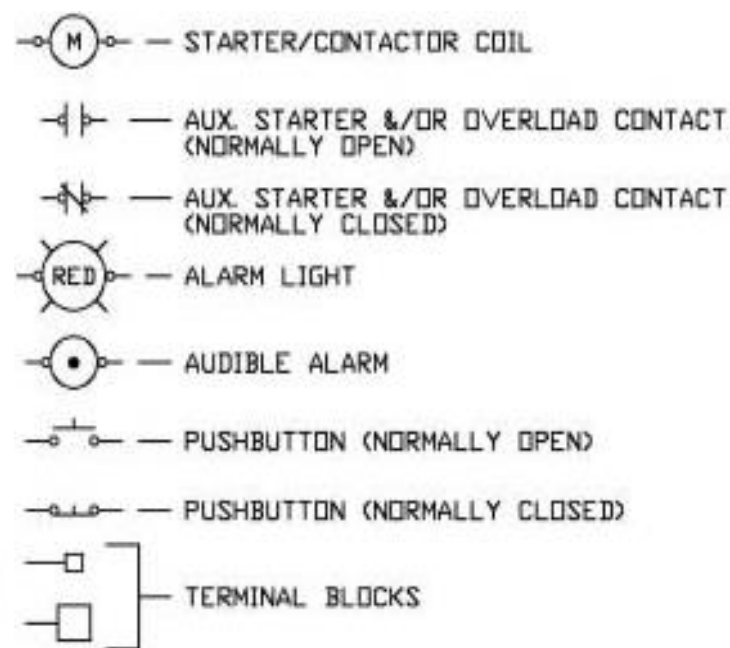 M STARTER/CONTACTOR COIL
AUX. STARTER &/OR OVERLOAD CONTACT
(NORMALLY OPEN)
AUX. STARTER &/OR OVERLOAD CONTACT
(NORMALLY CLOSED)
RED ALARM LIGHT
AUDIBLE ALARM
PUSHBUTTON (NORMALLY OPEN)
PUSHBUTTON (NORMALLY CLOSED)
TERMINAL BLOCKS